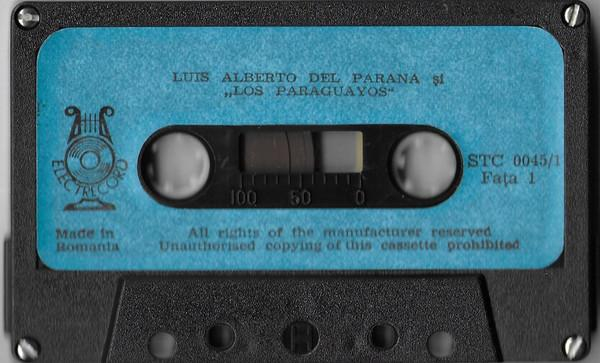 LUIS ALBERTO DEL PARANA şi
„LOS PARAGUAYOS“
ELECTRECORD
STC 0045/1
Faţa 1
100 50 0
Made in
Romania
All rights of the manufacturer reserved
Unauthorised copying of this cassette prohibited